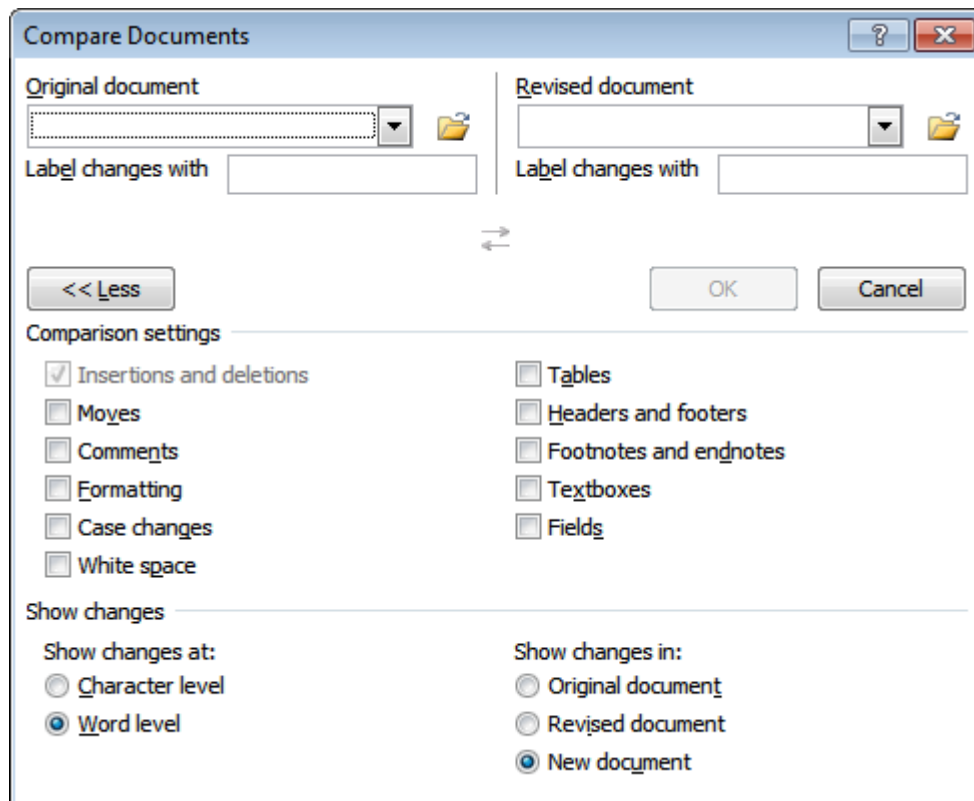 Compare Documents
Original document
Revised document
Label changes with
Label changes with
<< Less
OK
Cancel
Comparison settings
Insertions and deletions
Moves
Comments
Formatting
Case changes
White space
Tables
Headers and footers
Footnotes and endnotes
Textboxes
Fields
Show changes
Show changes at:
Character level
Word level
Show changes in:
Original document
Revised document
New document